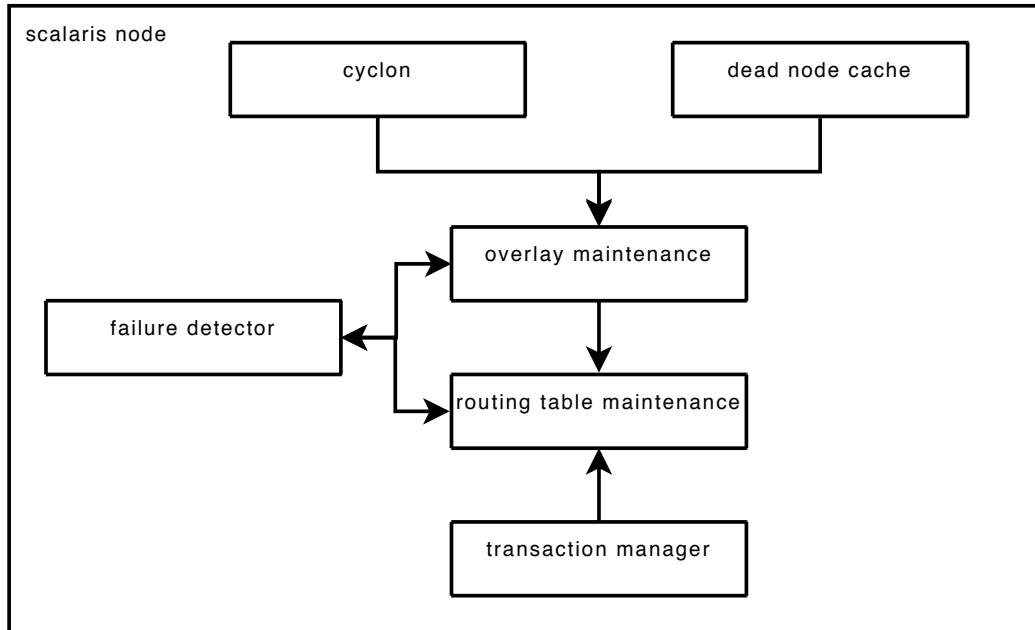 scalaris node
cyclon
dead node cache
overlay maintenance
failure detector
routing table maintenance
transaction manager